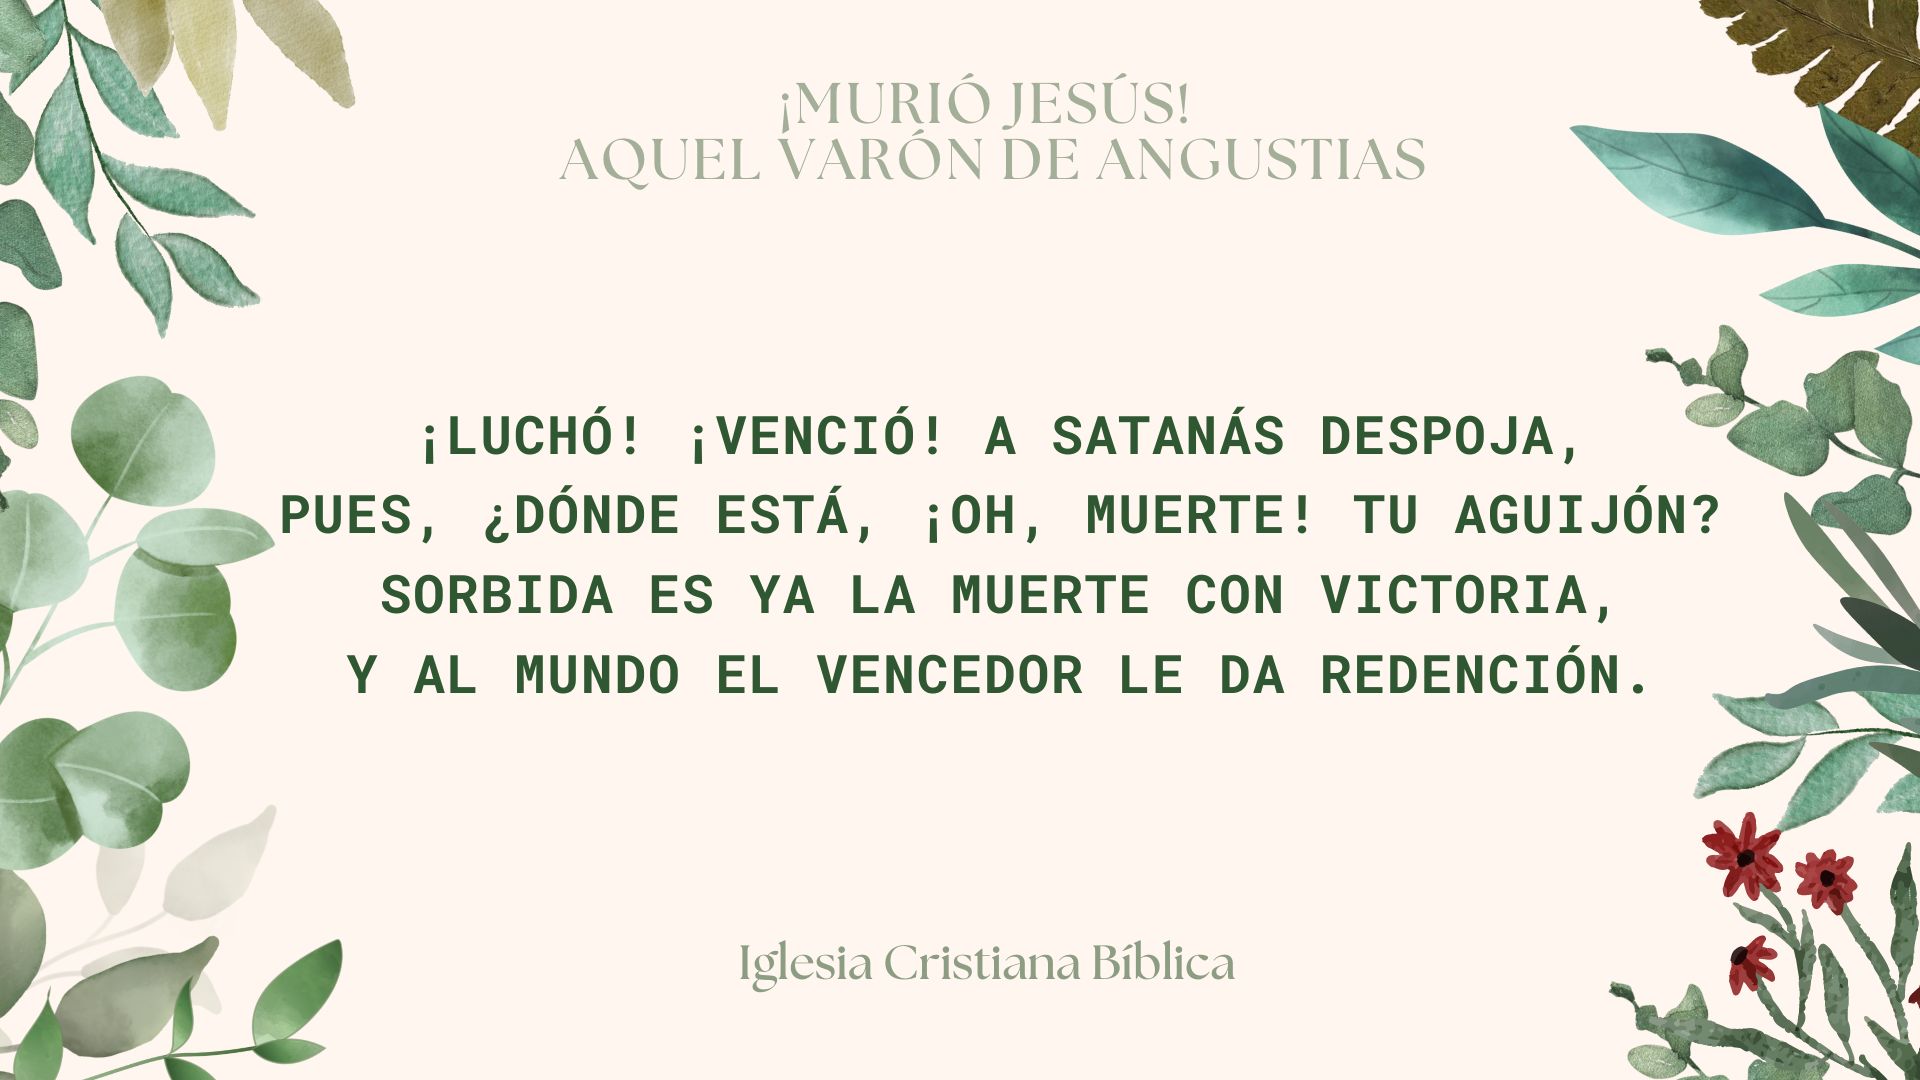 ¡MURIÓ JESÚS!
AQUEL VARÓN DE ANGUSTIAS
¡LUCHÓ! ¡VENCIÓ! A SATANÁS DESPOJA,
PUES, ¿DÓNDE ESTÁ, ¡OH, MUERTE! TU AGUIJÓN?
SORBIDA ES YA LA MUERTE CON VICTORIA,
Y AL MUNDO EL VENCEDOR LE DA REDENCIÓN.
Iglesia Cristiana Bíblica